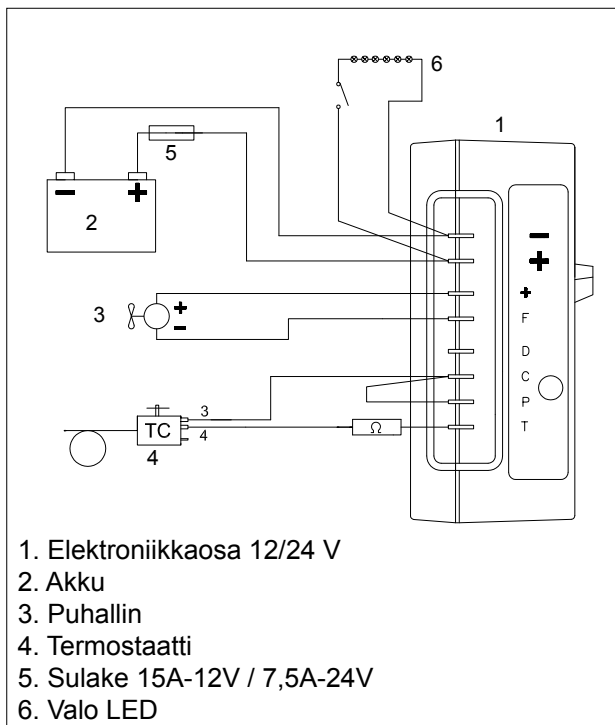 6
1
5
− +
2
−
+
+
3
+
−
F
D
C
P
T
3
TC
4
Ω
4
1. Elektroniikkaosa 12/24 V
2. Akku
3. Puhallin
4. Termostaatti
5. Sulake 15A-12V / 7,5A-24V
6. Valo LED